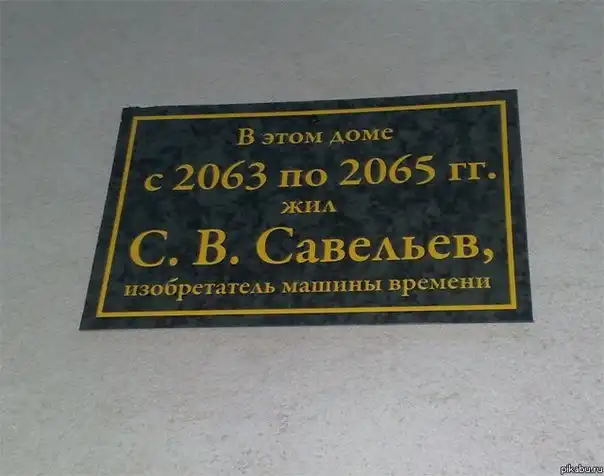 В этом доме
с 2063 по 2065 гг.
жил
С. В. Савельев,
изобретатель машины времени
pikabu.ru